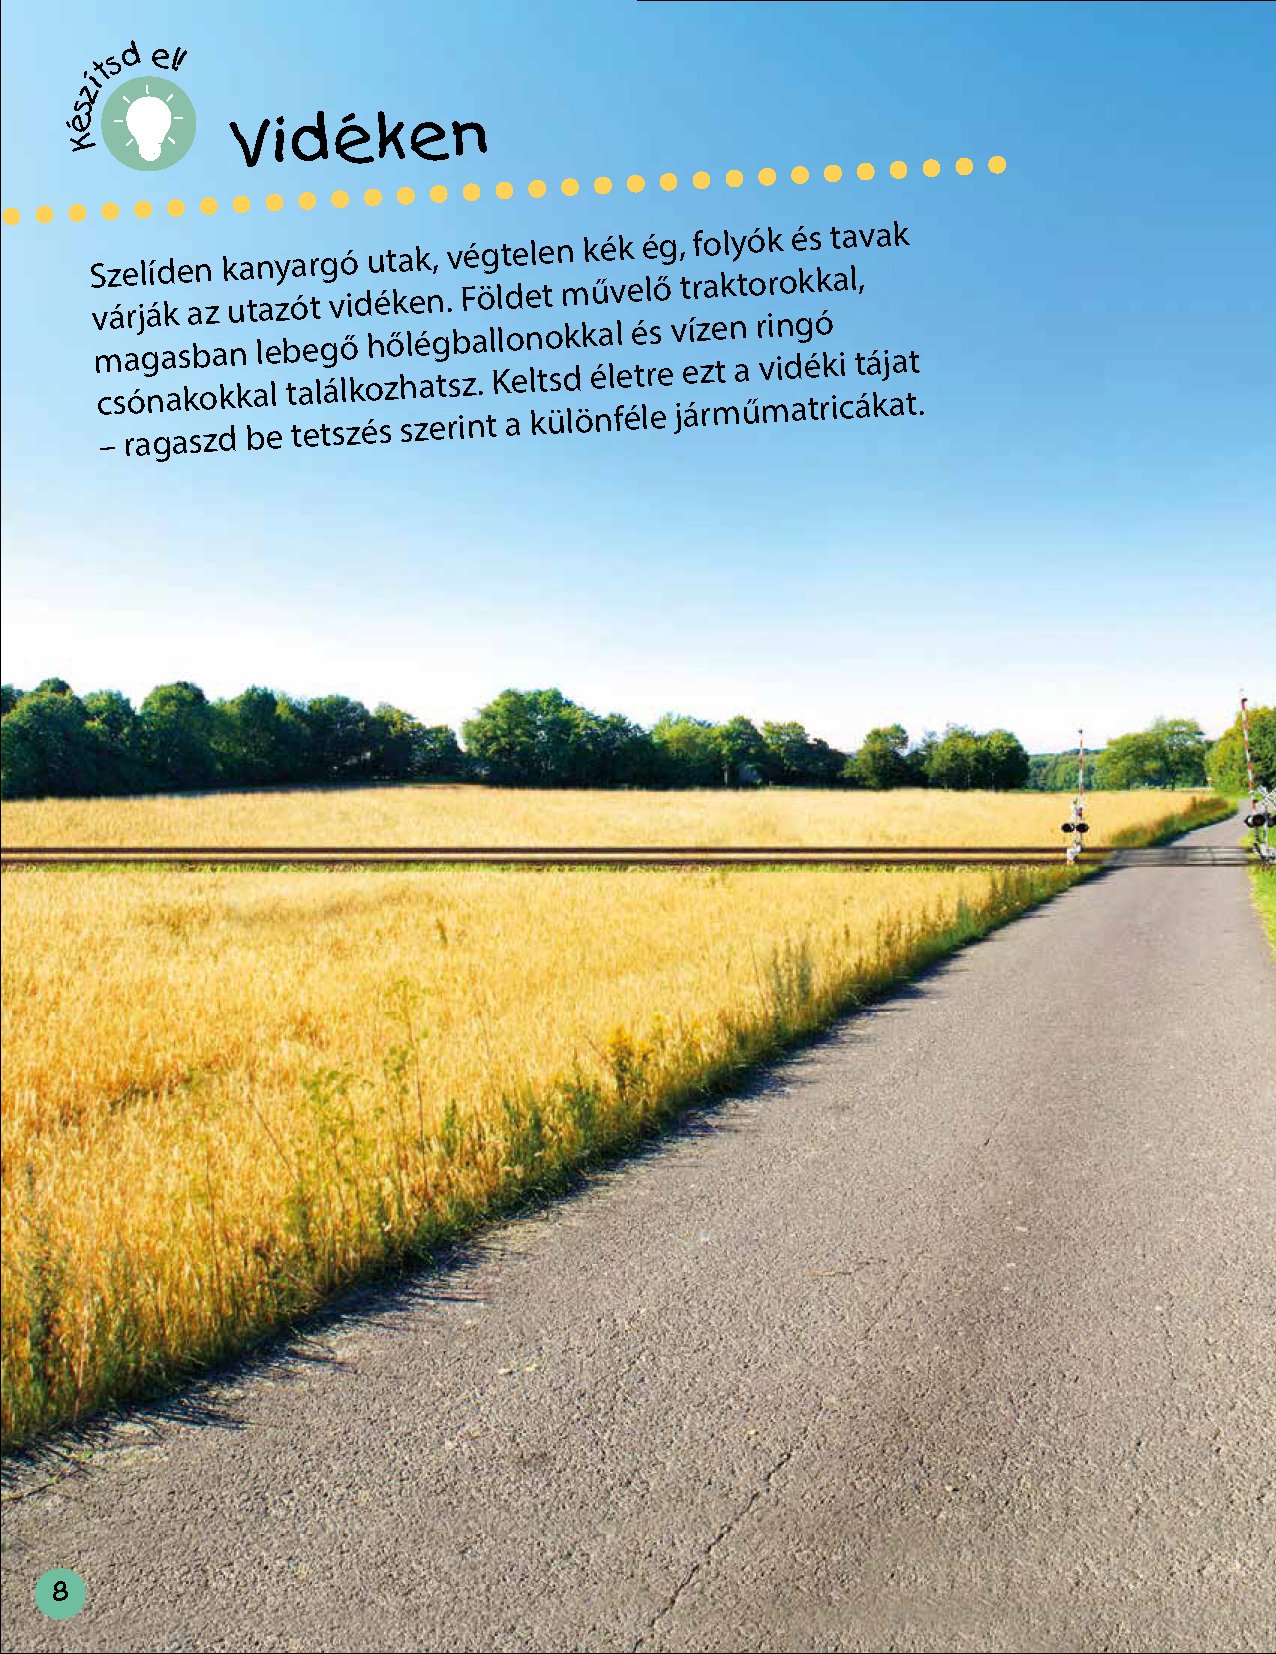 Készítsd el!
Vidéken
Szelíden kanyargó utak, végtelen kék ég, folyók és tavak
várják az utazót vidéken. Földet művelő traktorokkal,
magasban lebegő hőlégballonokkal és vízen ringó
csónakokkal találkozhatsz. Keltsd életre ezt a vidéki tájat
– ragaszd be tetszés szerint a különféle járműmatricákat.
8